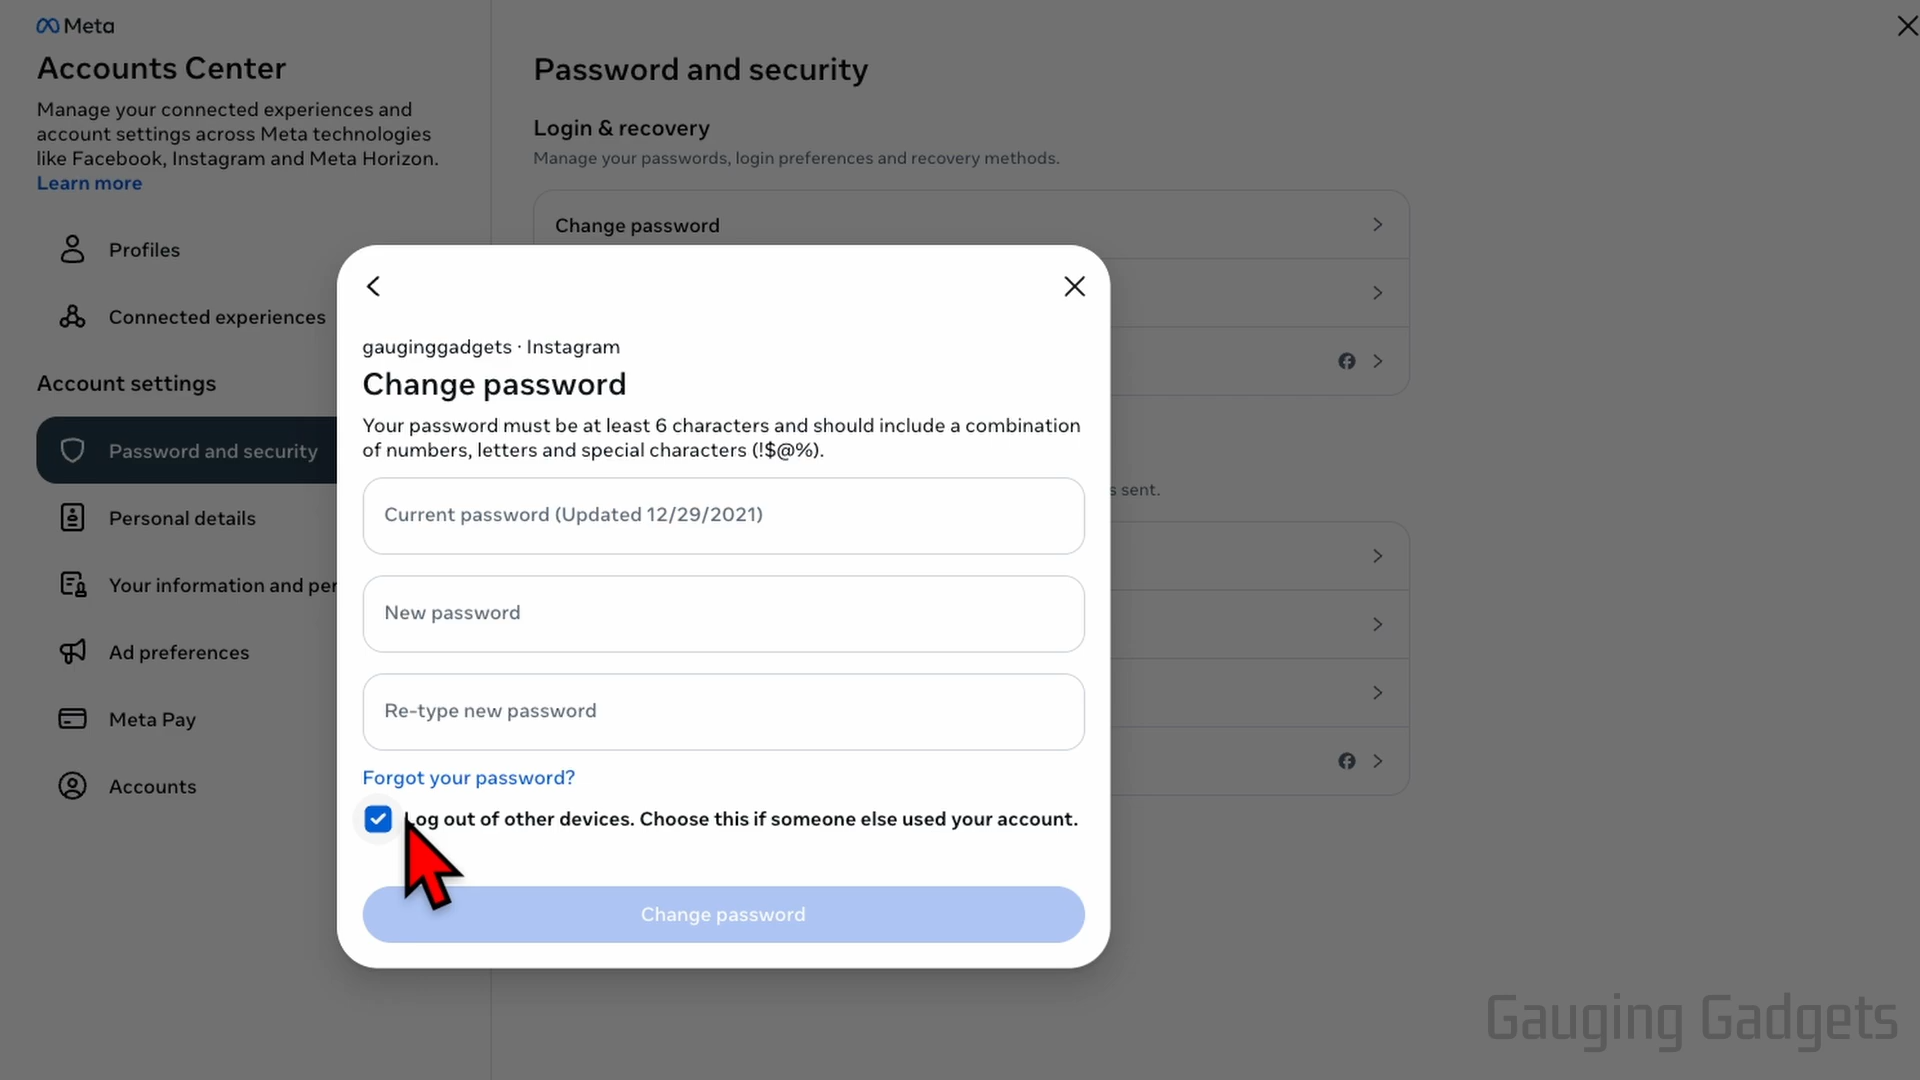 Meta
Accounts Center
Manage your connected experiences and
account settings across Meta technologies
like Facebook, Instagram and Meta Horizon.
Learn more
Profiles
Connected experiences
Account settings
Password and security
Personal details
Your information and per
Ad preferences
Meta Pay
Accounts
Password and security
Login & recovery
Manage your passwords, login preferences and recovery methods.
Change password
s sent.
gauginggadgets · Instagram
Change password
Your password must be at least 6 characters and should include a combination
of numbers, letters and special characters (!$@%).
Current password (Updated 12/29/2021)
New password
Re-type new password
Forgot your password?
Log out of other devices. Choose this if someone else used your account.
Change password
Gauging Gadgets